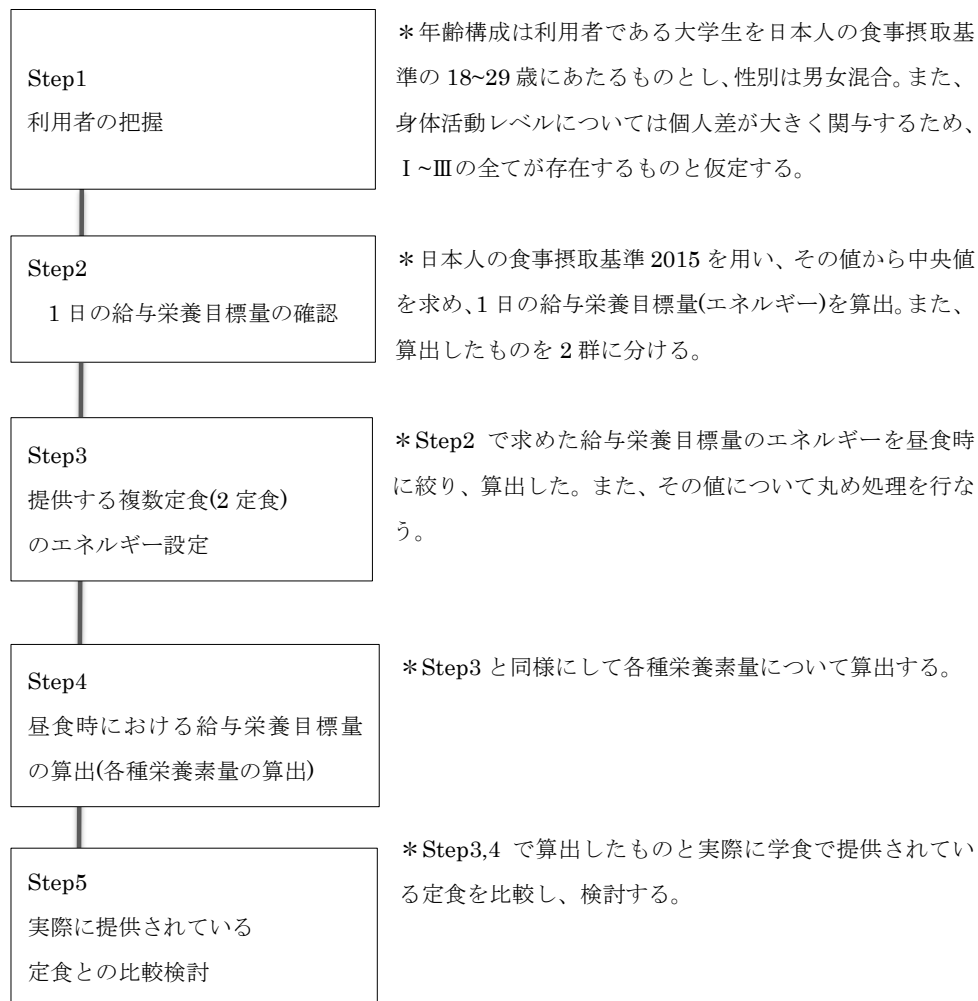 Step1
利用者の把握
＊年齢構成は利用者である大学生を日本人の食事摂取基
準の 18~29 歳にあたるものとし、性別は男女混合。また、
身体活動レベルについては個人差が大きく関与するため、
Ⅰ~Ⅲの全てが存在するものと仮定する。
Step2
1 日の給与栄養目標量の確認
＊日本人の食事摂取基準 2015 を用い、その値から中央値
を求め、1 日の給与栄養目標量(エネルギー)を算出。また、
算出したものを 2 群に分ける。
Step3
提供する複数定食(2 定食)
のエネルギー設定
＊Step2 で求めた給与栄養目標量のエネルギーを昼食時
に絞り、算出した。また、その値について丸め処理を行な
う。
Step4
昼食時における給与栄養目標量
の算出(各種栄養素量の算出)
＊Step3 と同様にして各種栄養素量について算出する。
Step5
実際に提供されている
定食との比較検討
＊Step3,4 で算出したものと実際に学食で提供されてい
る定食を比較し、検討する。